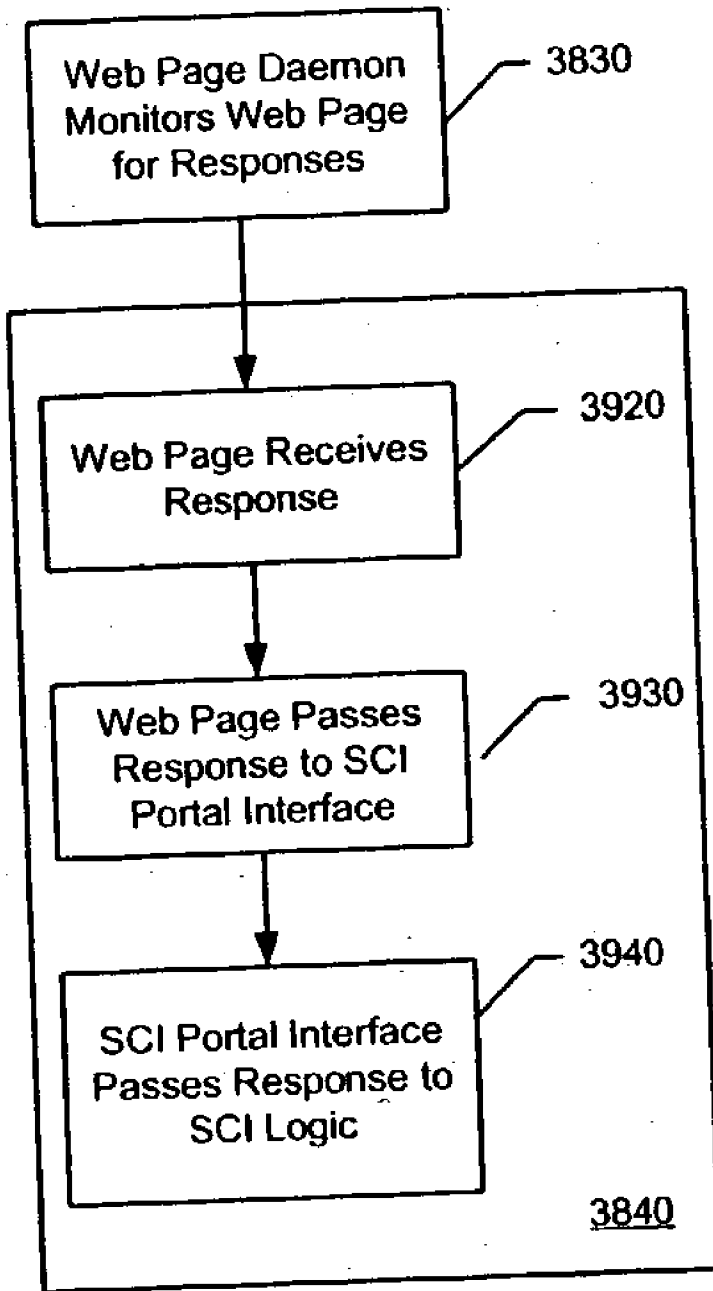 Web Page Daemon
Monitors Web Page
for Responses
3830
3920
Web Page Receives
Response
3930
Web Page Passes
Response to SCI
Portal Interface
3940
SCI Portal Interface
Passes Response to
SCI Logic
3840